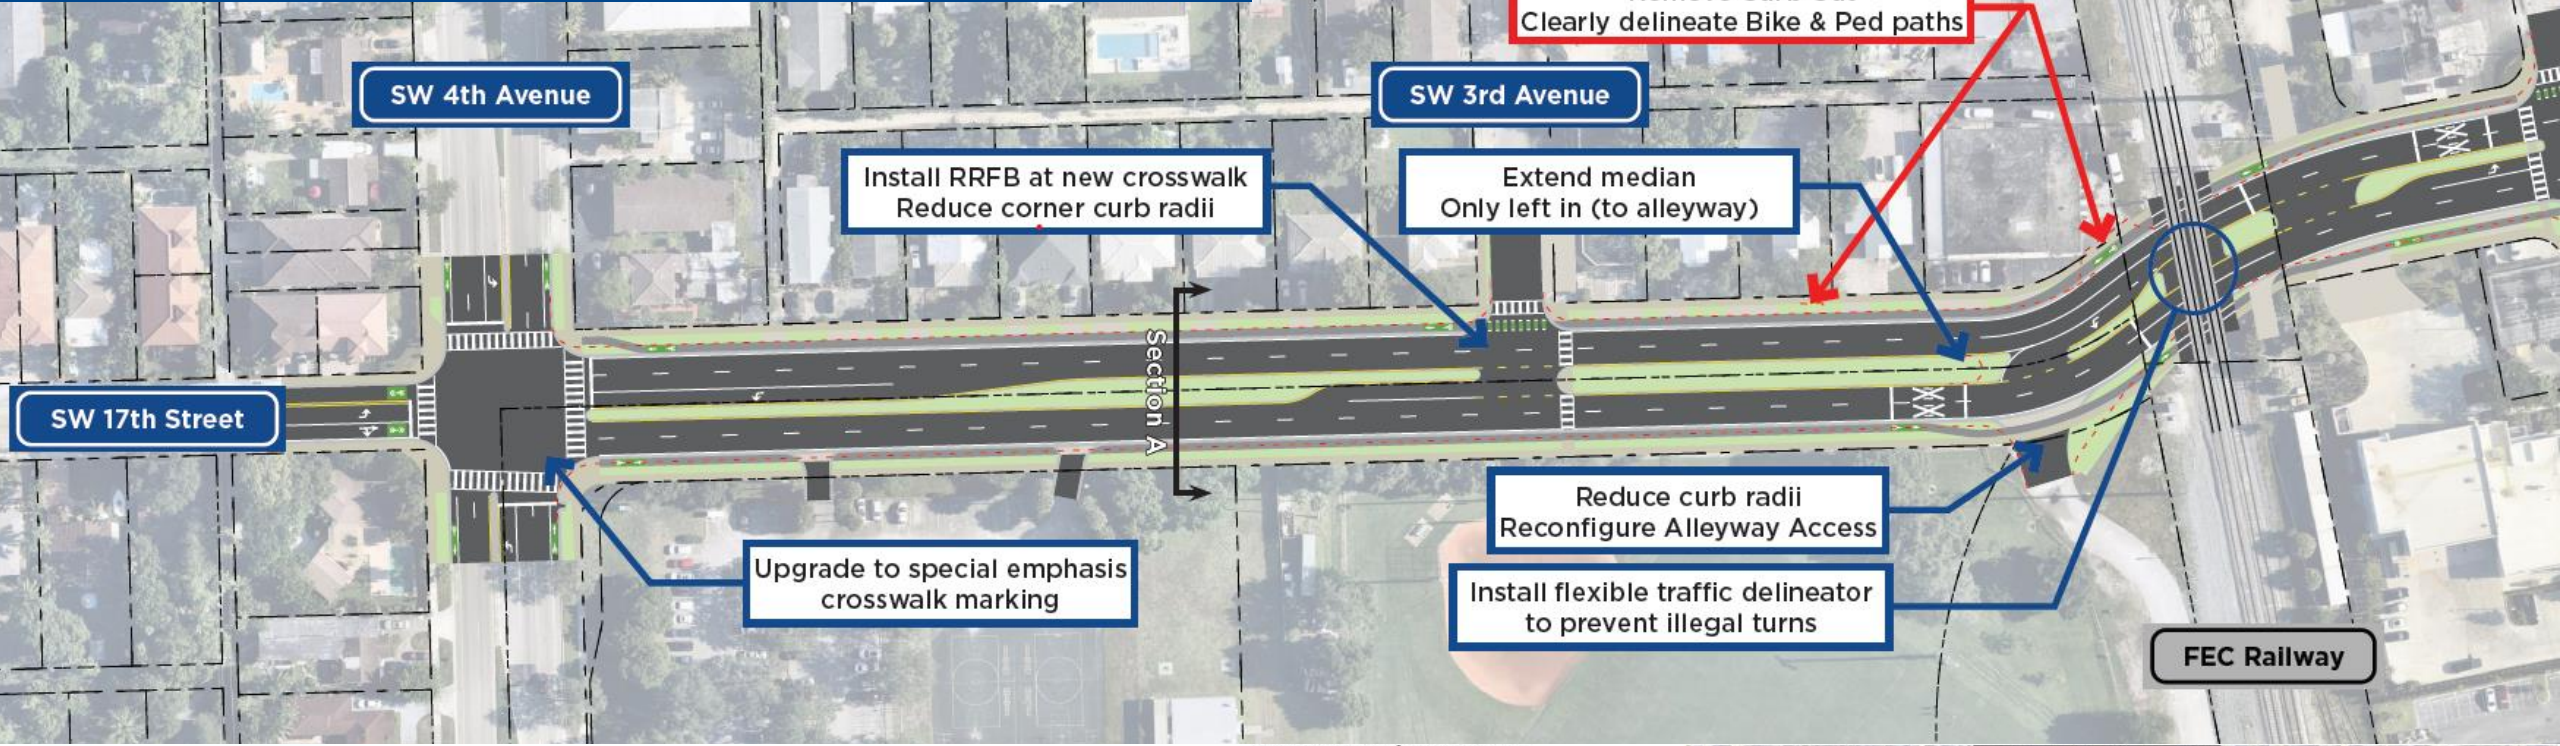 Clearly delineate Bike & Ped paths
SW 4th Avenue
SW 3rd Avenue
Install RRFB at new crosswalk
Reduce corner curb radii
Extend median
Only left in (to alleyway)
Section A
SW 17th Street
Reduce curb radii
Reconfigure Alleyway Access
Upgrade to special emphasis
crosswalk marking
Install flexible traffic delineator
to prevent illegal turns
FEC Railway